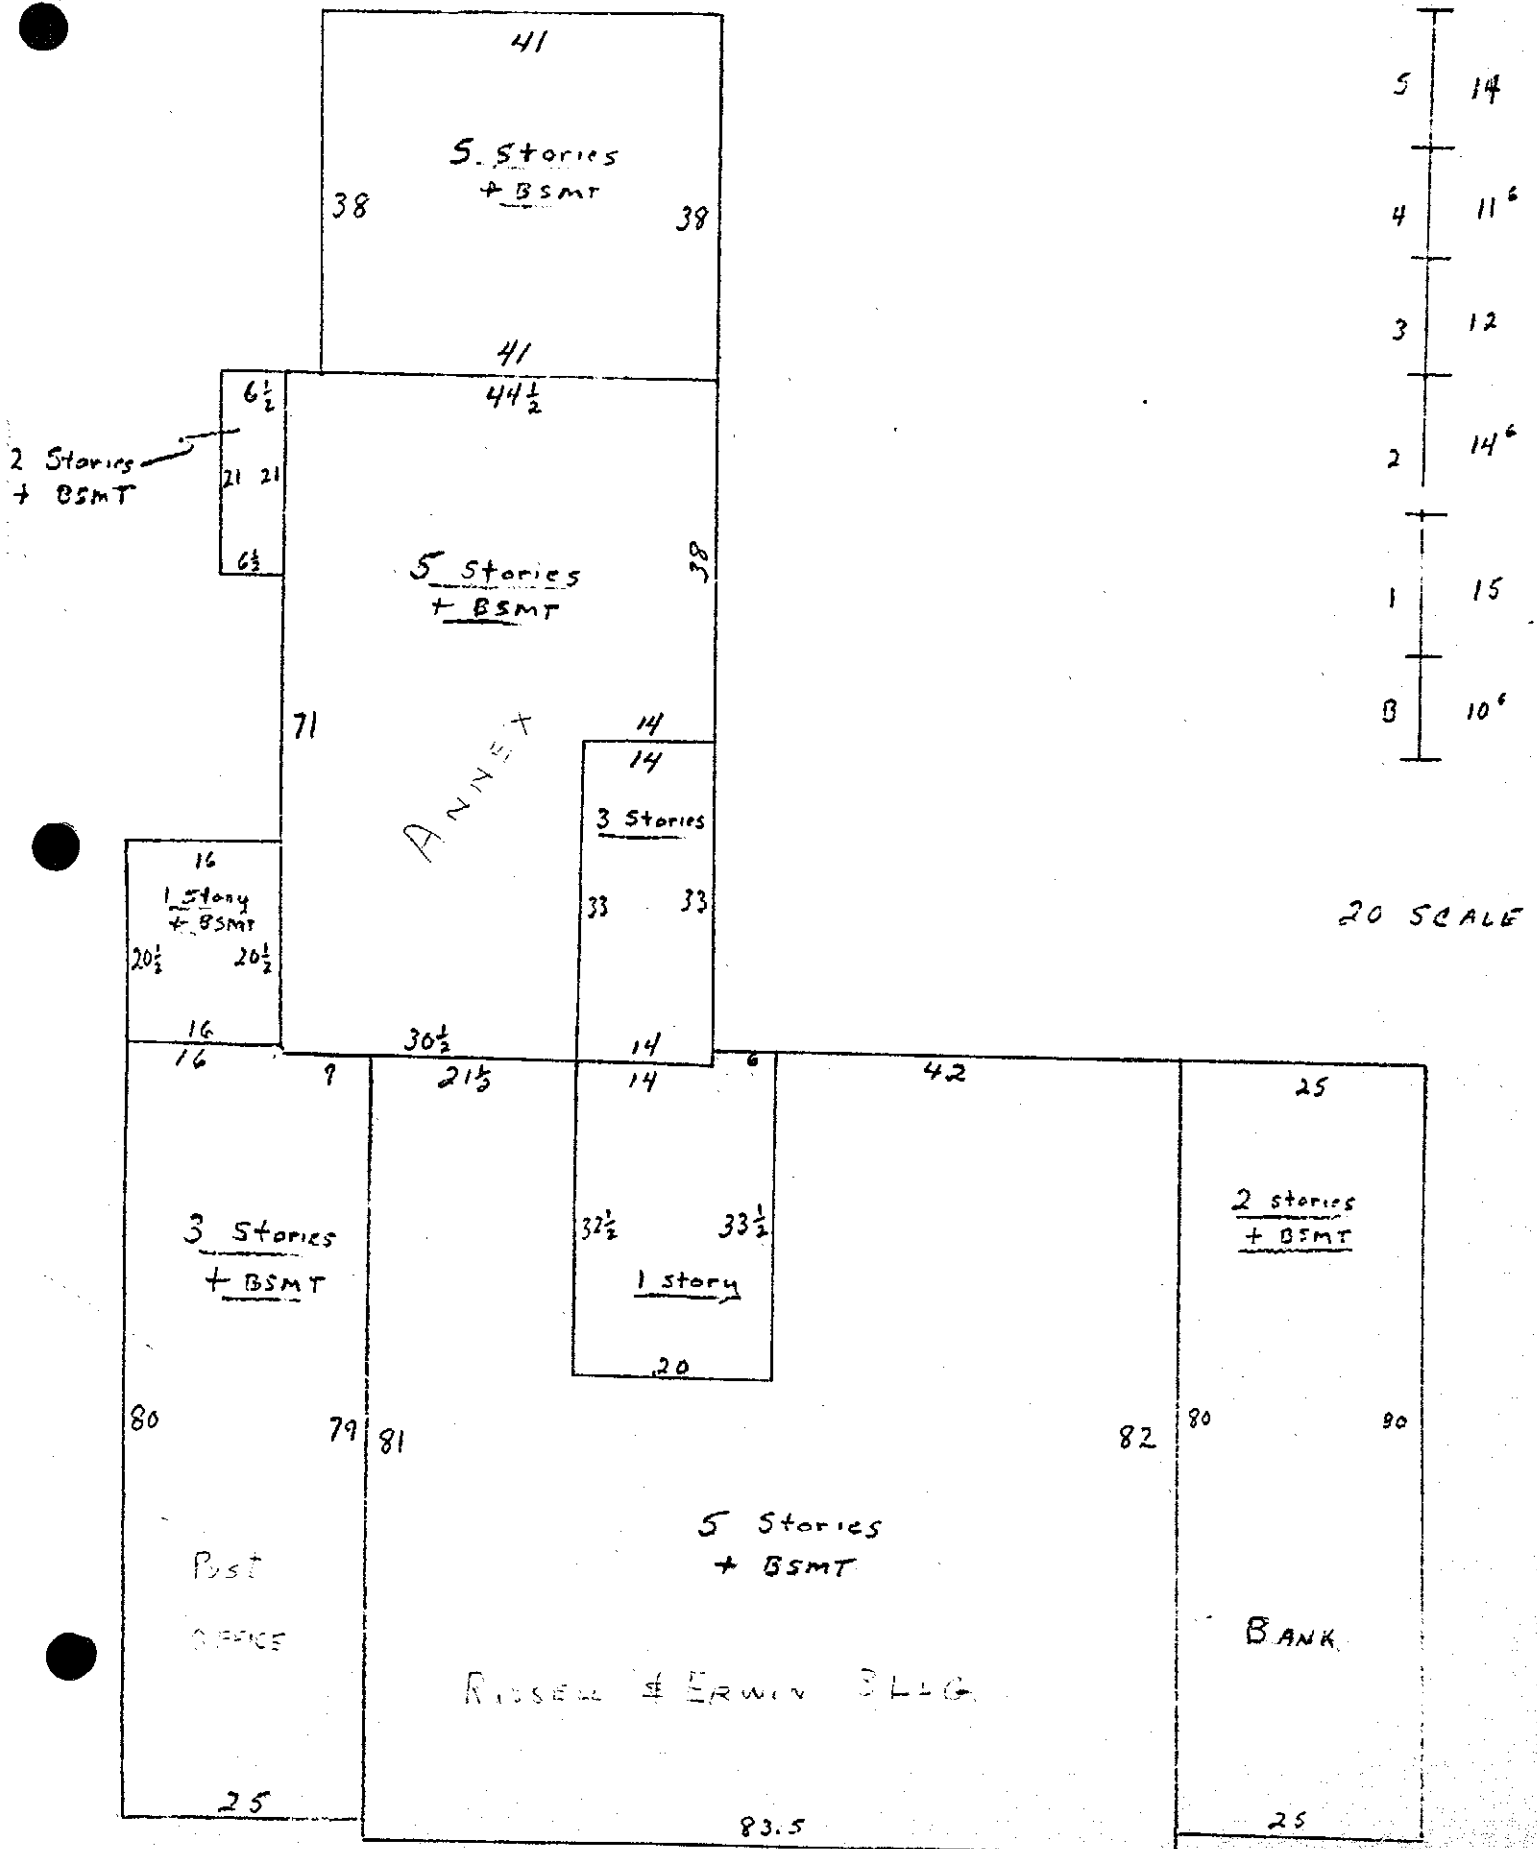 41
5. Stories
+ BSMT
38
38
41
44½
6½
2 Stories
+ BSMT
21 21
6½
5 Stories
+ BSMT
38
71
ANNEX
14
14
3 Stories
33
33
16
1 Story
+ BSMT
20½
20½
16
16
30½
14
9
21½
14
6
42
25
3 Stories
+ BSMT
32½
33½
1 story
20
2 stories
+ BSMT
80
79
81
82
80
80
5 Stories
+ BSMT
Post
OFFICE
RUSSELL & ERWIN BLDG
BANK
25
83.5
25
5 14
4 11⁶
3 12
2 14⁶
1 15
B 10⁶
20 SCALE